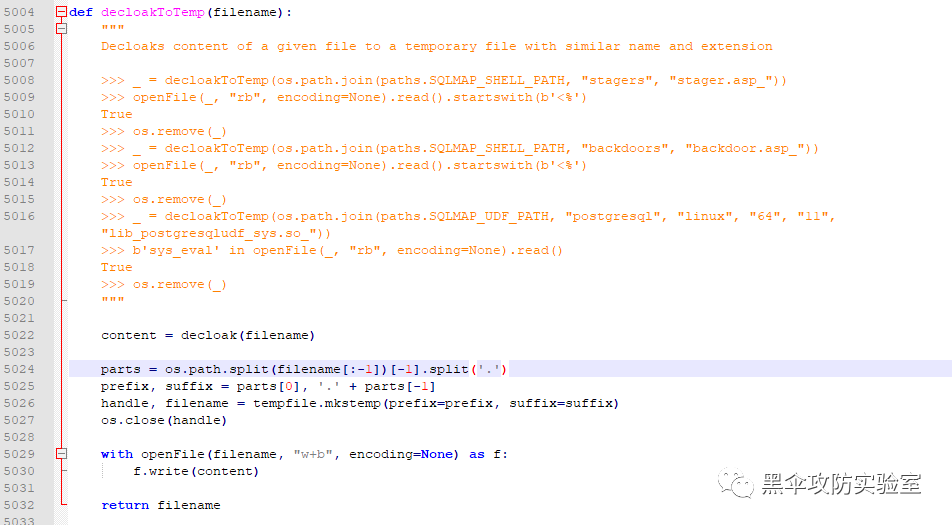 5004 def decloakToTemp(filename):
5005 """
5006 Decloaks content of a given file to a temporary file with similar name and extension
5007
5008 >>> _ = decloakToTemp(os.path.join(paths.SQLMAP_SHELL_PATH, "stagers", "stager.asp_"))
5009 >>> openFile(_, "rb", encoding=None).read().startswith(b'<%')
5010 True
5011 >>> os.remove(_)
5012 >>> _ = decloakToTemp(os.path.join(paths.SQLMAP_SHELL_PATH, "backdoors", "backdoor.asp_"))
5013 >>> openFile(_, "rb", encoding=None).read().startswith(b'<%')
5014 True
5015 >>> os.remove(_)
5016 >>> _ = decloakToTemp(os.path.join(paths.SQLMAP_UDF_PATH, "postgresql", "linux", "64", "11",
"lib_postgresqludf_sys.so_"))
5017 >>> b'sys_eval' in openFile(_, "rb", encoding=None).read()
5018 True
5019 >>> os.remove(_)
5020 """
5021
5022 content = decloak(filename)
5023
5024 parts = os.path.split(filename[:-1])[-1].split('.')
5025 prefix, suffix = parts[0], '.' + parts[-1]
5026 handle, filename = tempfile.mkstemp(prefix=prefix, suffix=suffix)
5027 os.close(handle)
5028
5029 with openFile(filename, "w+b", encoding=None) as f:
5030 f.write(content)
5031
5032 return filename
5033
黑伞攻防实验室